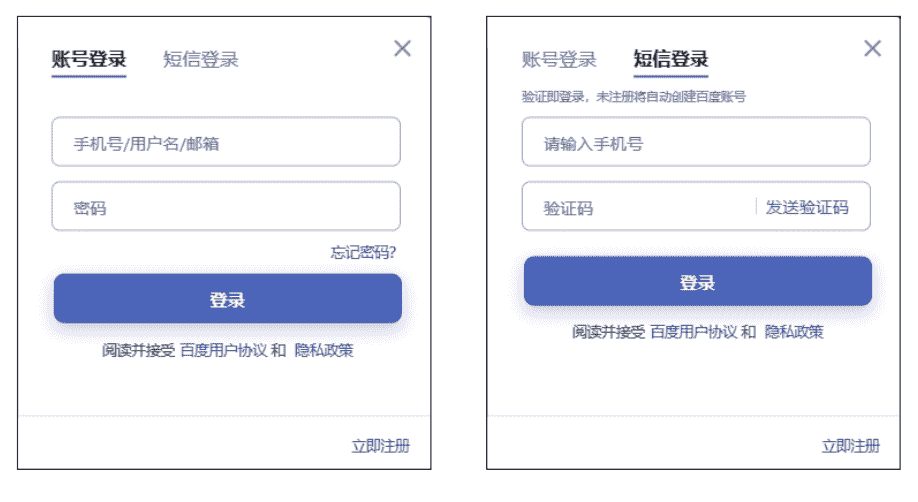 账号登录 短信登录
手机号/用户名/邮箱
密码
忘记密码?
登录
阅读并接受 百度用户协议 和 隐私政策
立即注册
账号登录 短信登录
验证即登录，未注册将自动创建百度账号
请输入手机号
验证码 发送验证码
登录
阅读并接受 百度用户协议 和 隐私政策
立即注册